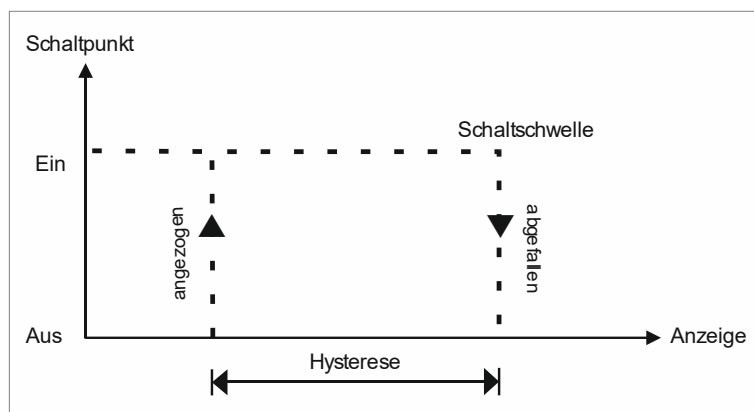 Schaltpunkt
Schaltschwelle
Ein
angezogen
abgefallen
Aus
Anzeige
Hysterese